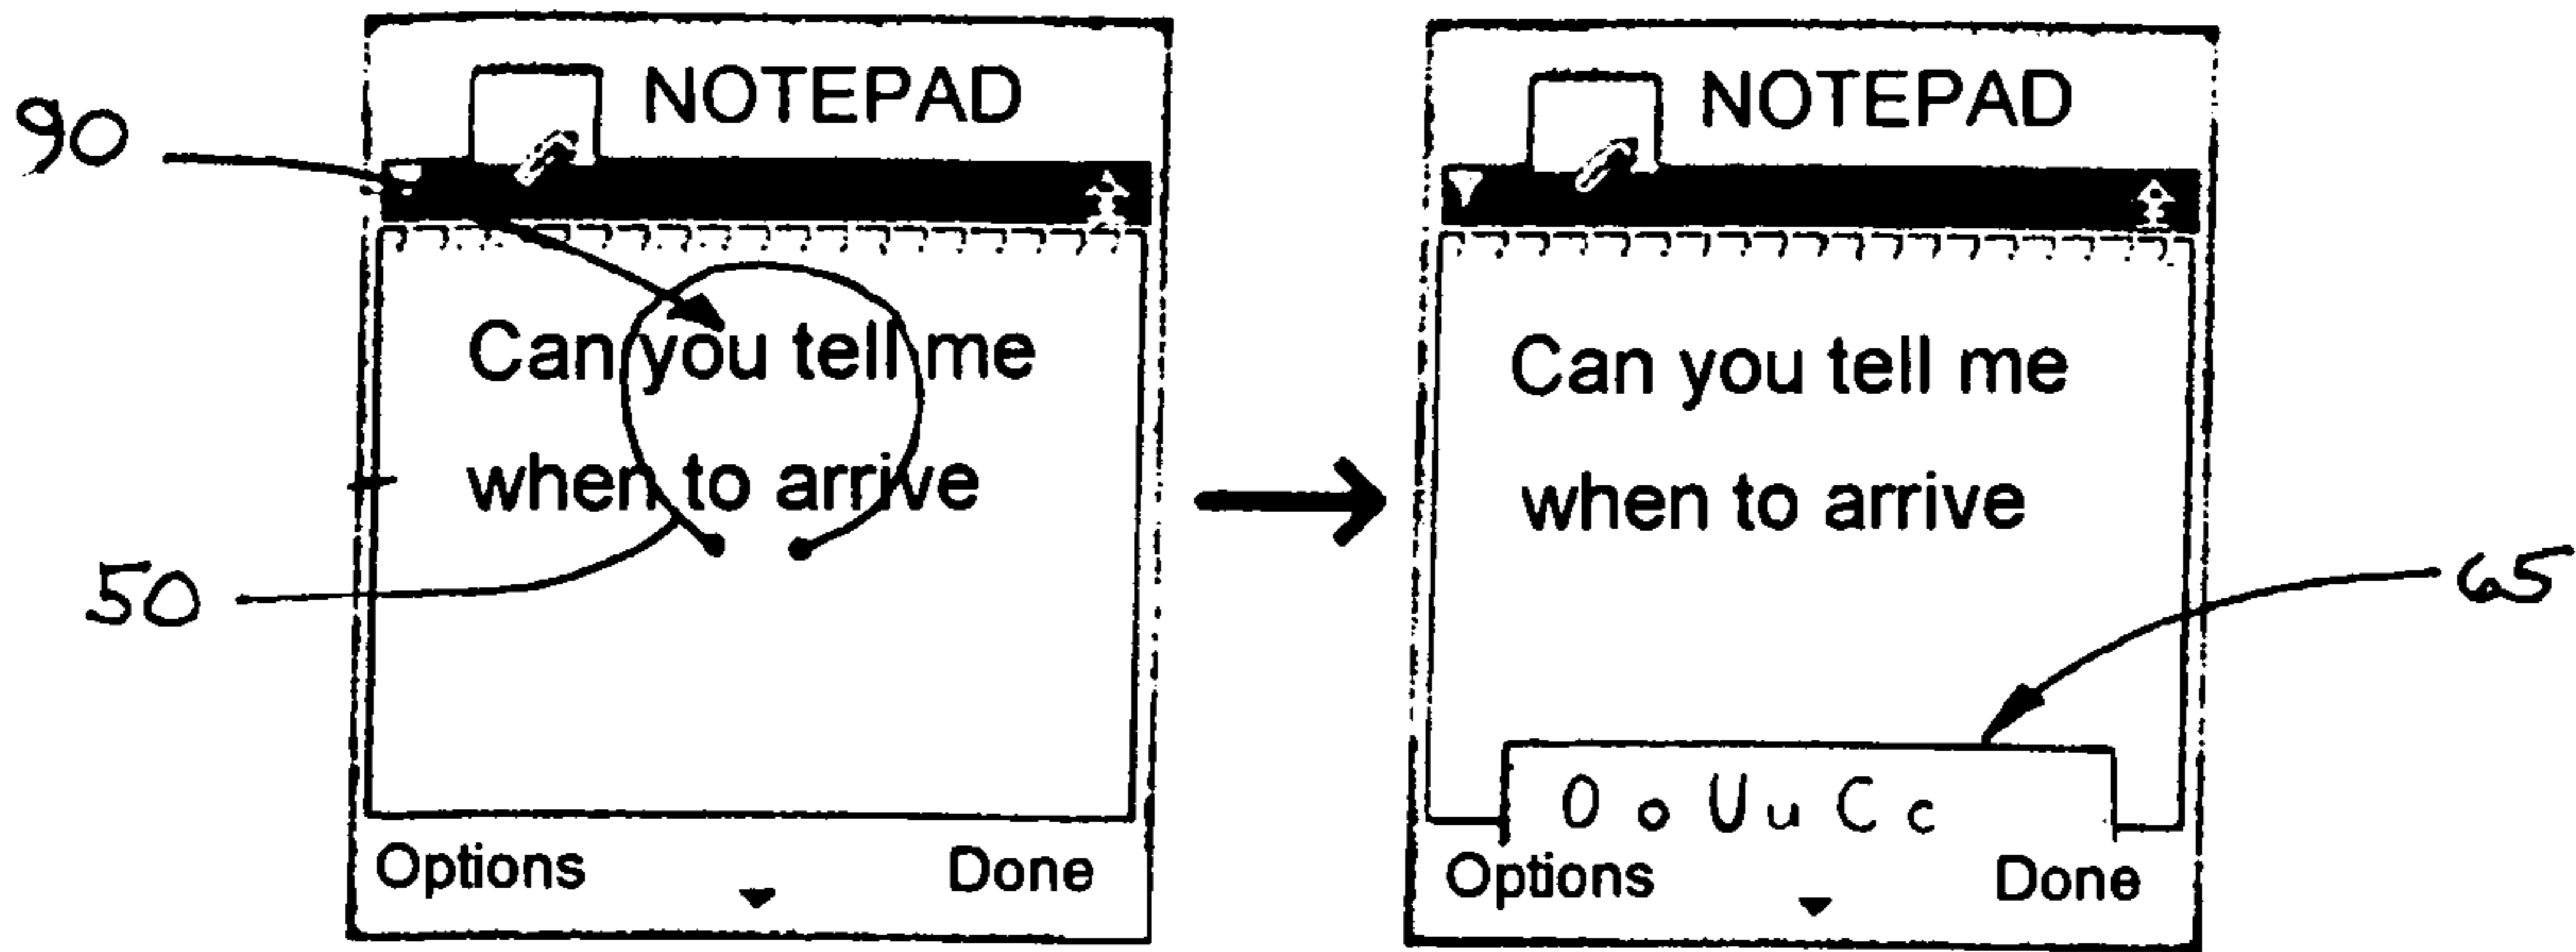 NOTEPAD
90
Can you tell me
when to arrive
50
Options Done
NOTEPAD
Can you tell me
when to arrive
65
O o U u C c
Options Done